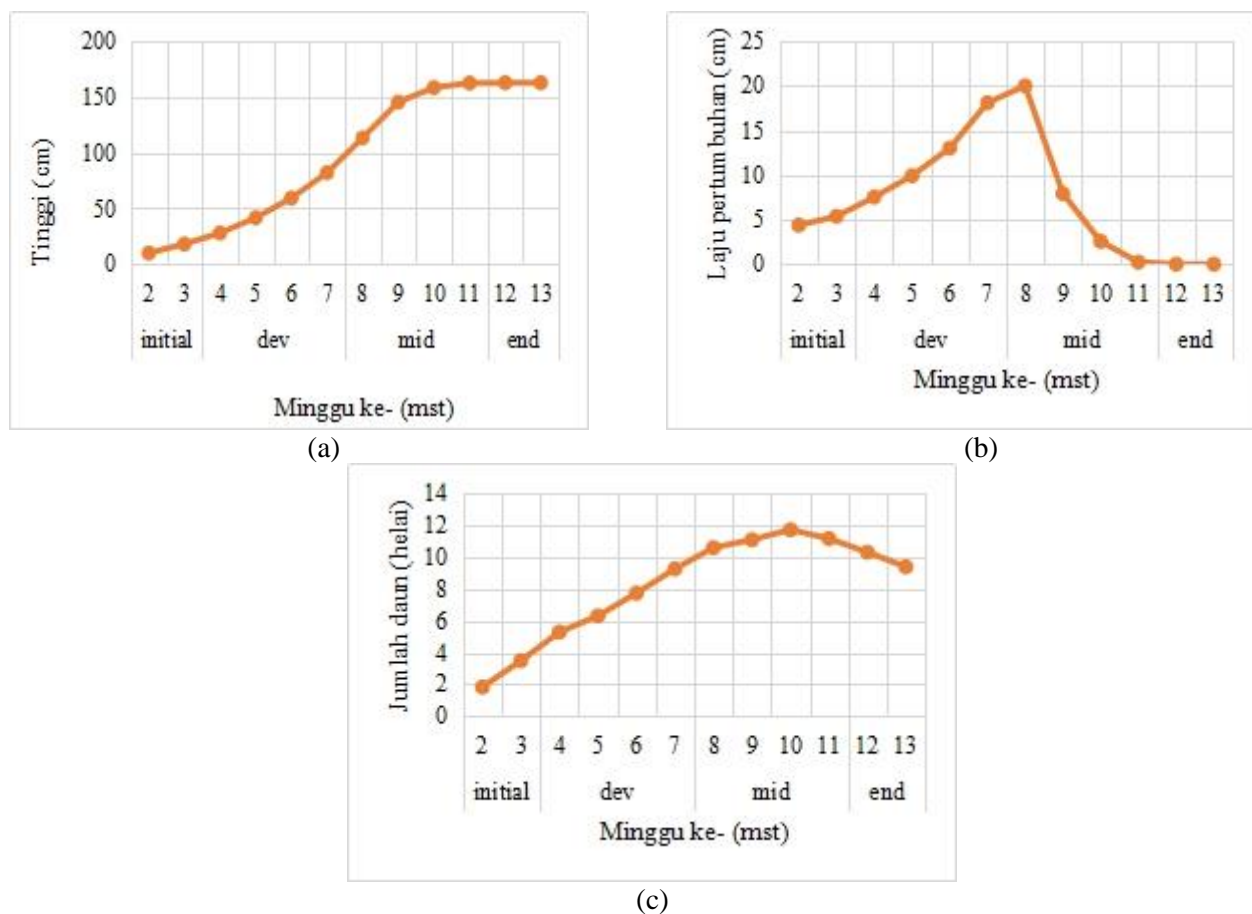 200
150
100
50
0
Tinggi (cm)
2 3 4 5 6 7 8 9 10 11 12 13
initial dev mid end
Minggu ke- (mst)
(a)
25
20
15
10
5
0
Laju pertumbuhan (cm)
2 3 4 5 6 7 8 9 10 11 12 13
initial dev mid end
Minggu ke- (mst)
(b)
14
12
10
8
6
4
2
0
Jumlah daun (helai)
2 3 4 5 6 7 8 9 10 11 12 13
initial dev mid end
Minggu ke- (mst)
(c)